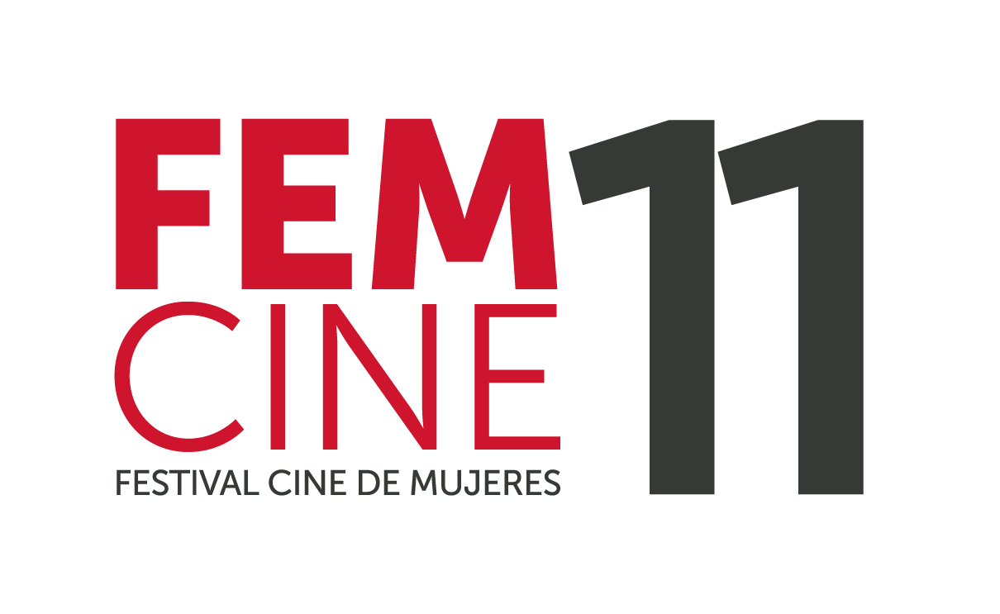 FEM
CINE
11
FESTIVAL CINE DE MUJERES